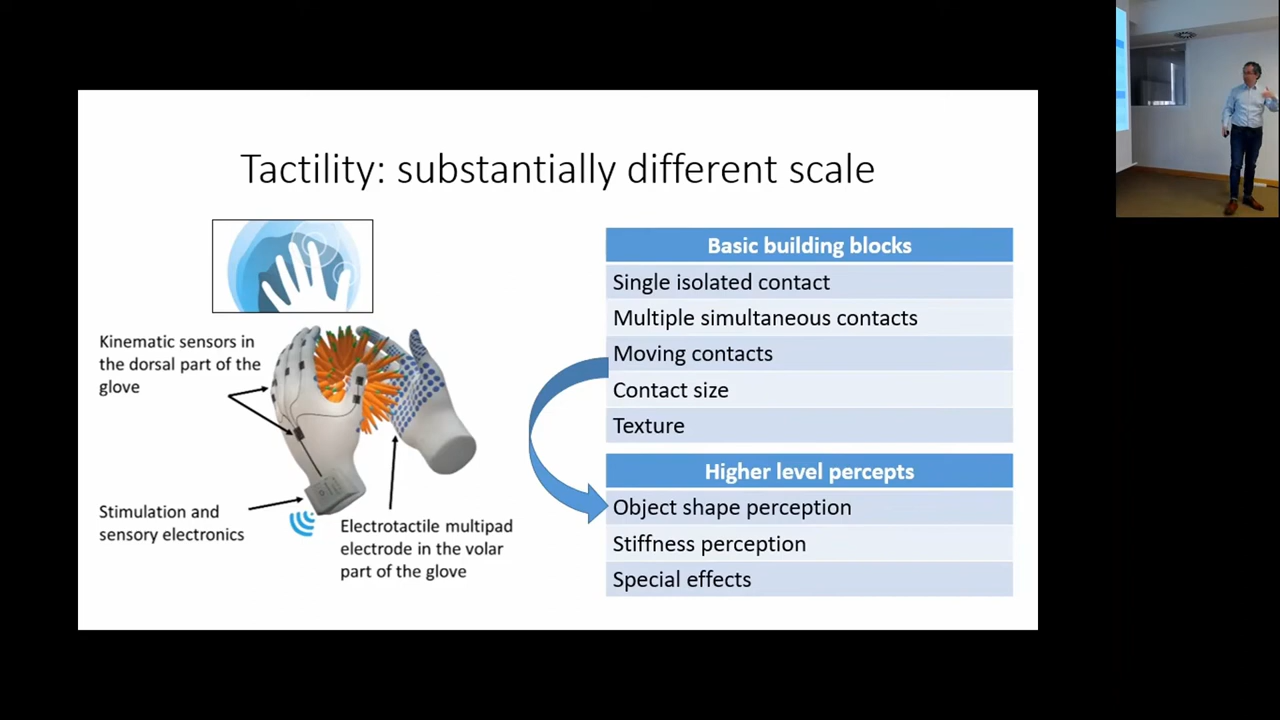 Tactility: substantially different scale
Kinematic sensors in
the dorsal part of the
glove
Stimulation and
sensory electronics
Electrotactile multipad
electrode in the volar
part of the glove
Basic building blocks
Single isolated contact
Multiple simultaneous contacts
Moving contacts
Contact size
Texture
Higher level percepts
Object shape perception
Stiffness perception
Special effects